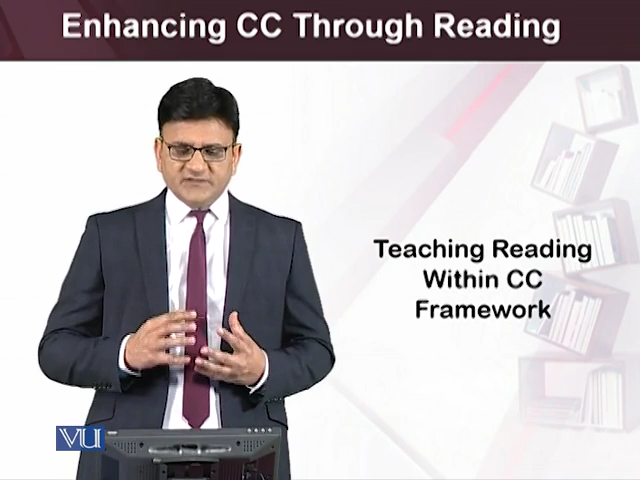 Enhancing CC Through Reading
Teaching Reading
Within CC
Framework
VU